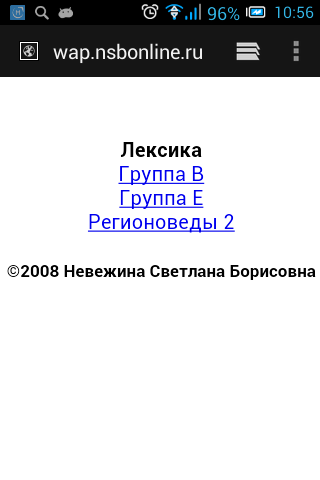 96% 10:56
wap.nsbonline.ru
Лексика
Группа В
Группа Е
Регионоведы 2
©2008 Невежина Светлана Борисовна